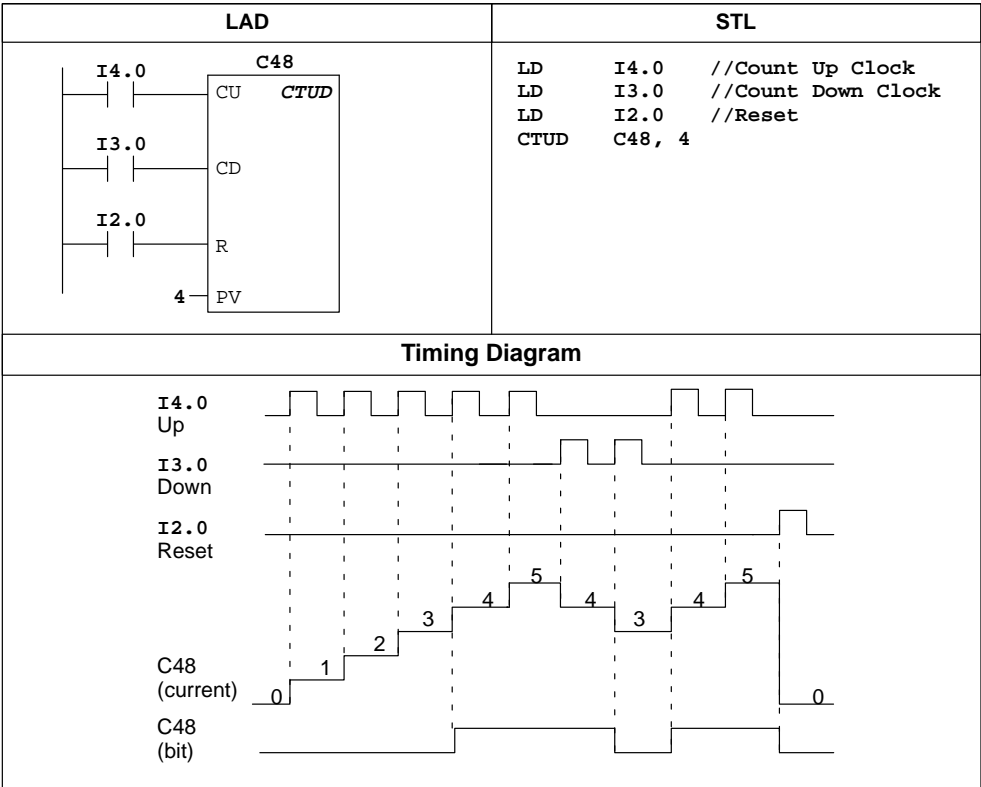 LAD
STL
I4.0
C48
CU CTUD
I3.0
CD
I2.0
R
4 PV
LD I4.0 //Count Up Clock
LD I3.0 //Count Down Clock
LD I2.0 //Reset
CTUD C48, 4
Timing Diagram
I4.0
Up
I3.0
Down
I2.0
Reset
C48
(current)
0 1 2 3 4 5 4 3 4 5 0
C48
(bit)